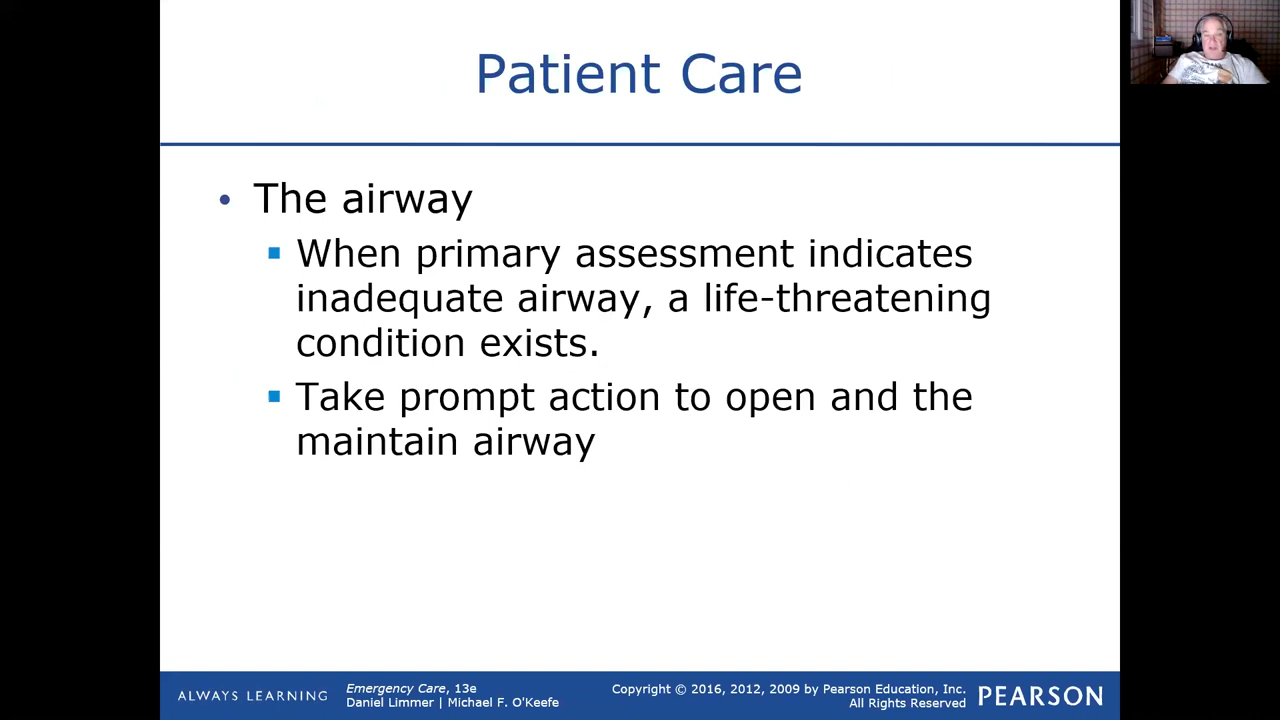 Patient Care
• The airway
▪ When primary assessment indicates
inadequate airway, a life-threatening
condition exists.
▪ Take prompt action to open and the
maintain airway
ALWAYS LEARNING
Emergency Care, 13e
Daniel Limmer | Michael F. O'Keefe
Copyright © 2016, 2012, 2009 by Pearson Education, Inc.
All Rights Reserved
PEARSON